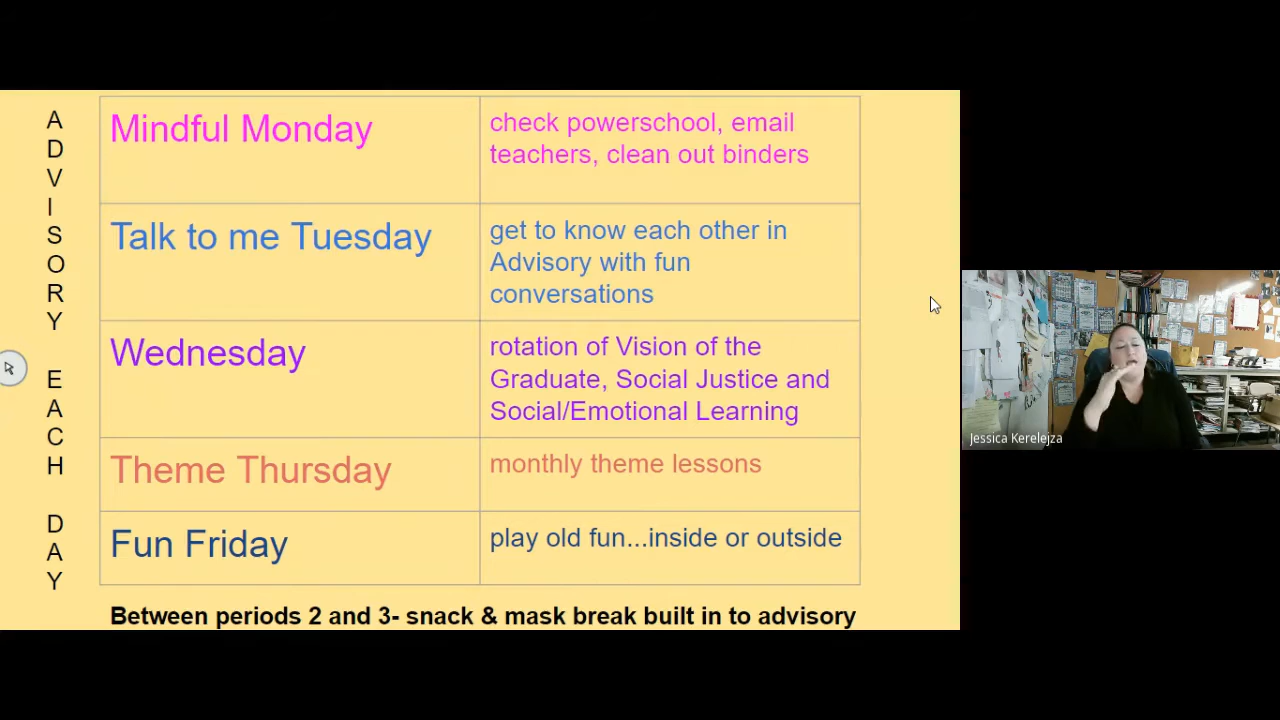 ADVISORY EACH DAY
Mindful Monday
check powerschool, email
teachers, clean out binders
Talk to me Tuesday
get to know each other in
Advisory with fun
conversations
Wednesday
rotation of Vision of the
Graduate, Social Justice and
Social/Emotional Learning
Theme Thursday
monthly theme lessons
Fun Friday
play old fun...inside or outside
Between periods 2 and 3- snack & mask break built in to advisory
Jessica Kerelejza